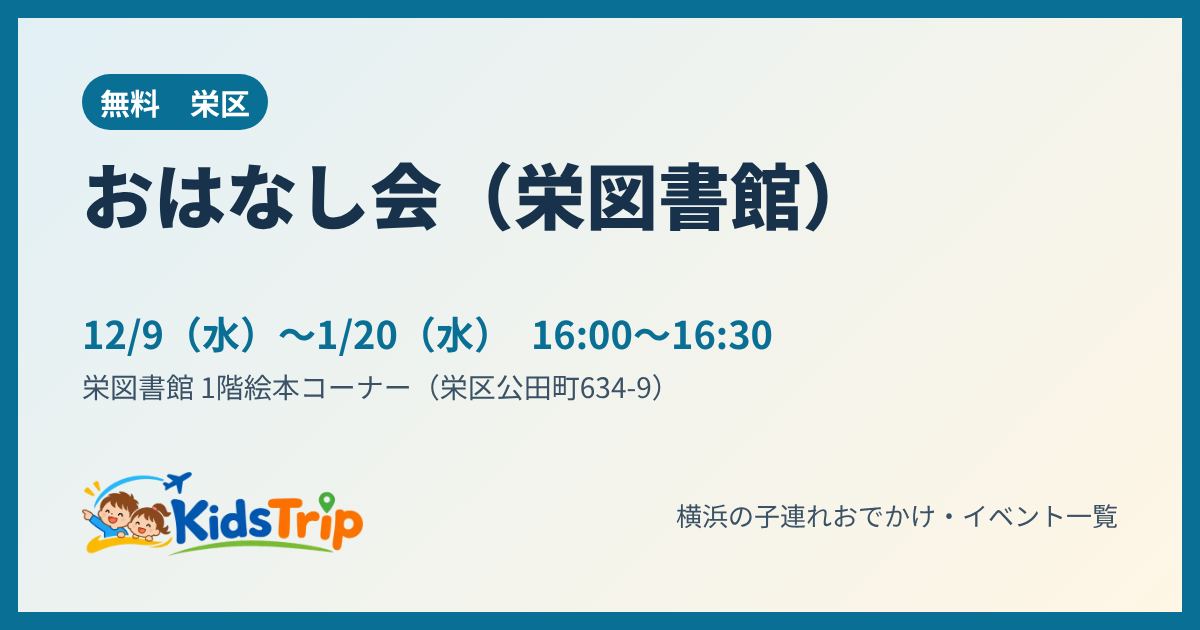 無料　栄区
おはなし会（栄図書館）
12/9（水）〜1/20（水）　16:00〜16:30
栄図書館 1階絵本コーナー（栄区公田町634-9）
KidsTrip
横浜の子連れおでかけ・イベント一覧